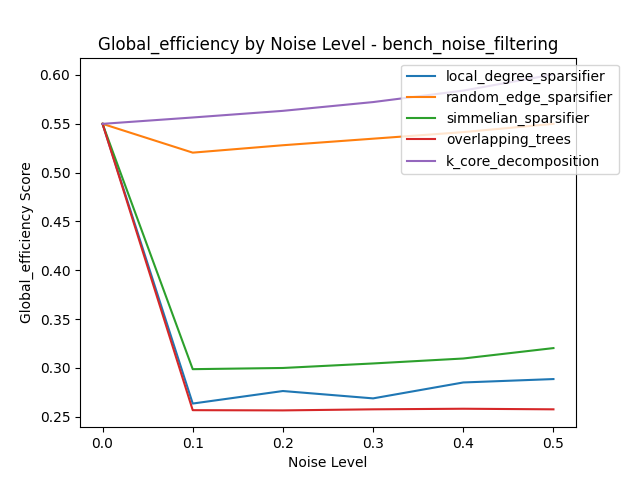 Global_efficiency by Noise Level - bench_noise_filtering
local_degree_sparsifier
random_edge_sparsifier
simmelian_sparsifier
overlapping_trees
k_core_decomposition
Global_efficiency Score
0.60
0.55
0.50
0.45
0.40
0.35
0.30
0.25
0.0 0.1 0.2 0.3 0.4 0.5
Noise Level